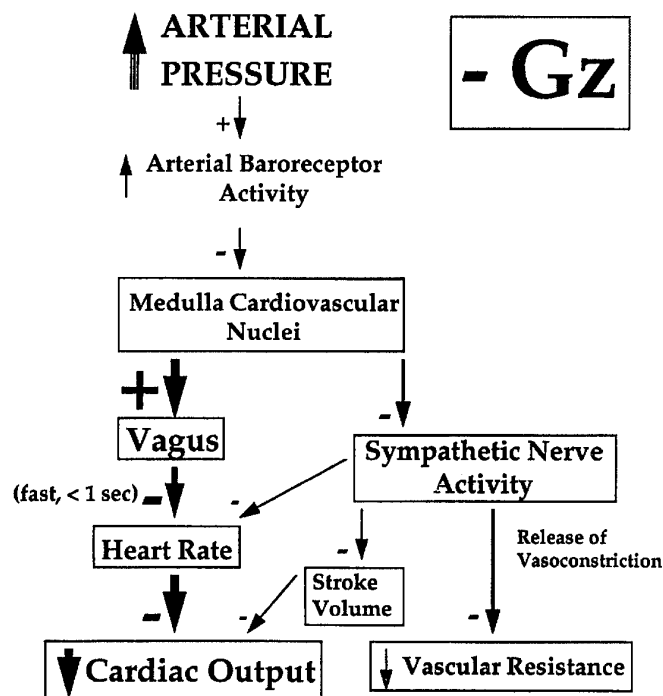 ARTERIAL
PRESSURE
- Gz
+
Arterial Baroreceptor
Activity
-
Medulla Cardiovascular
Nuclei
+
-
Vagus
Sympathetic Nerve
Activity
(fast, < 1 sec) -
-
Heart Rate
-
Release of
Vasoconstriction
Stroke
Volume
-
-
-
Cardiac Output
Vascular Resistance